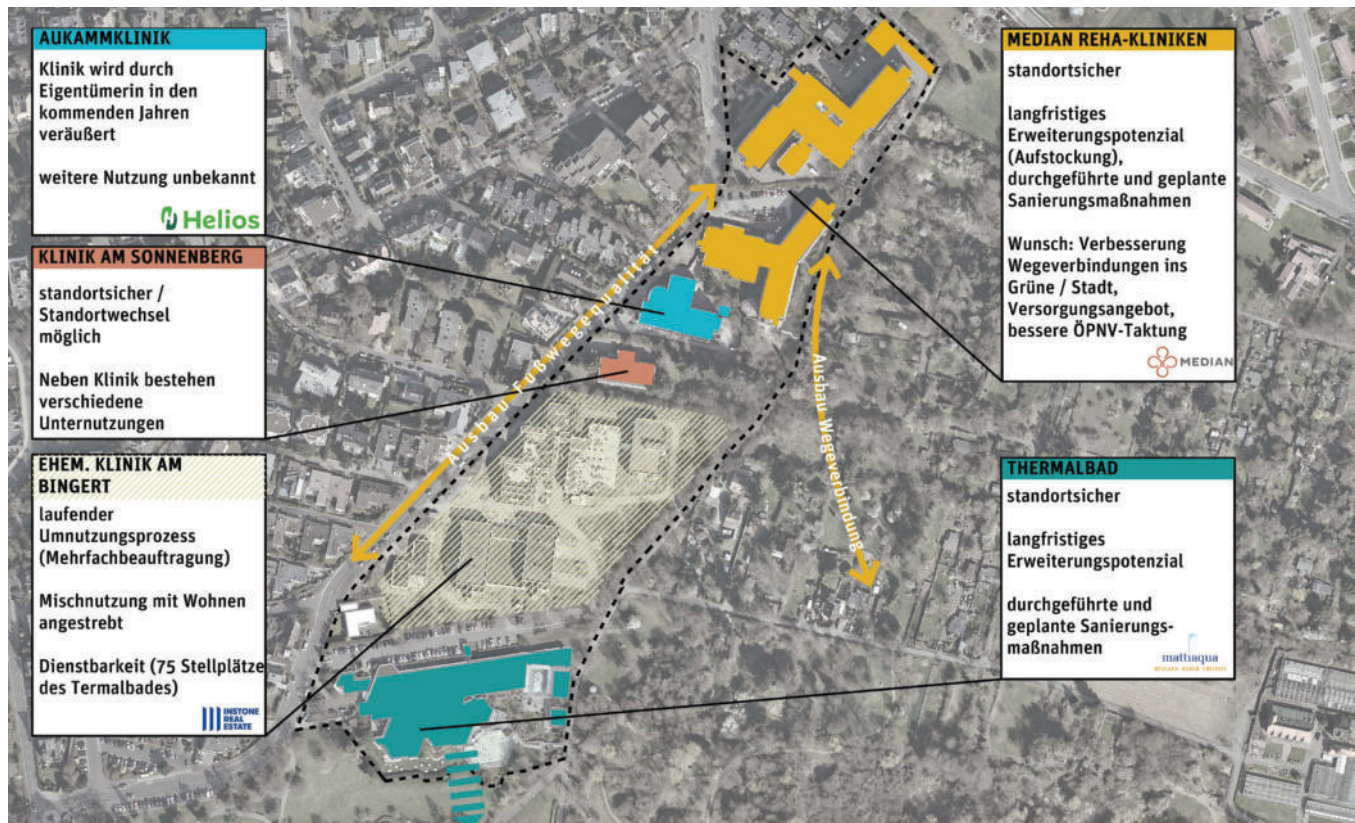 AUKAMMKLINIK
Klinik wird durch
Eigentümerin in den
kommenden Jahren
veräußert
weitere Nutzung unbekannt
Helios
KLINIK AM SONNENBERG
standortsicher /
Standortwechsel
möglich
Neben Klinik bestehen
verschiedene
Unternutzungen
EHEM. KLINIK AM
BINGERT
laufender
Umnutzungsprozess
(Mehrfachbeauftragung)
Mischnutzung mit Wohnen
angestrebt
Dienstbarkeit (75 Stellplätze
des Termalbades)
INSTONE
REAL
ESTATE
Ausbau Fußwegequalität
Ausbau Wegeverbindung
MEDIAN REHA-KLINIKEN
standortsicher
langfristiges
Erweiterungspotenzial
(Aufstockung),
durchgeführte und geplante
Sanierungsmaßnahmen
Wunsch: Verbesserung
Wegeverbindungen ins
Grüne / Stadt,
Versorgungsangebot,
bessere ÖPNV-Taktung
MEDIAN
THERMALBAD
standortsicher
langfristiges
Erweiterungspotenzial
durchgeführte und
geplante Sanierungs-
maßnahmen
mattiaqua